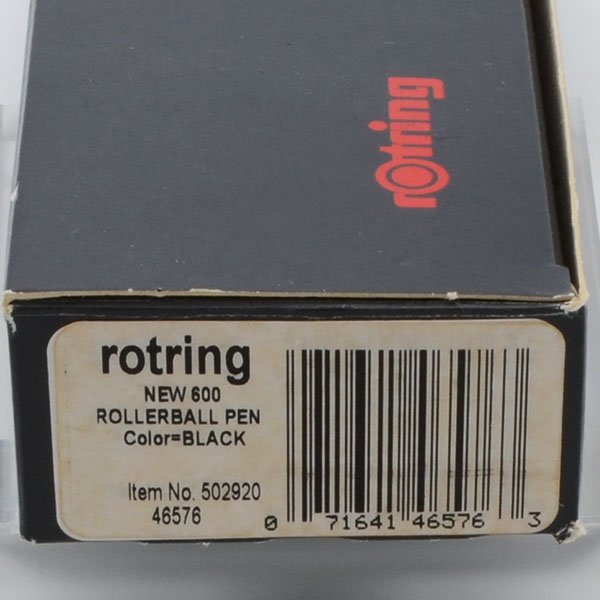 rotring
rotring
NEW 600
ROLLERBALL PEN
Color=BLACK
Item No. 502920
46576
0 71641 46576 3